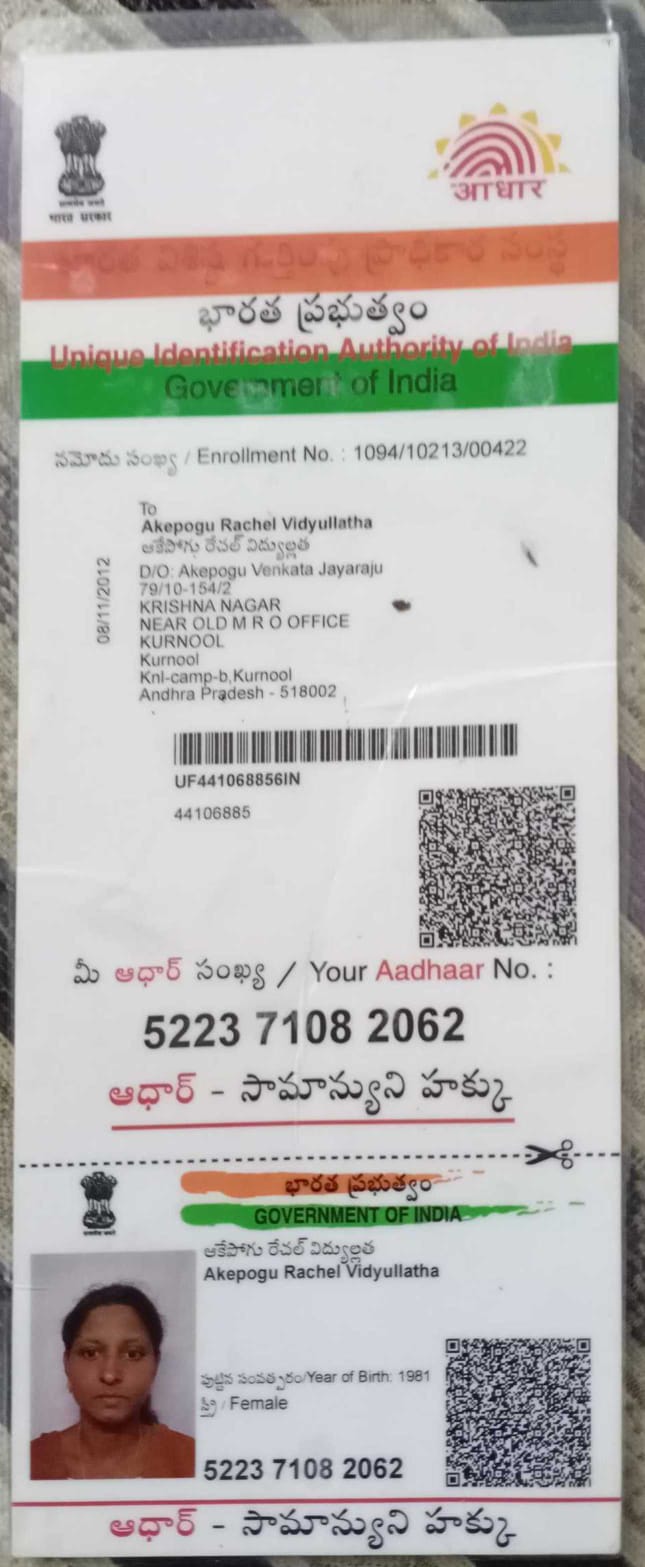 भारत सरकार
आधार
భారత విశిష్ట గుర్తింపు ప్రాధికార సంస్థ
భారత ప్రభుత్వం
Unique Identification Authority of India
Government of India
నమోదు సంఖ్య / Enrollment No. : 1094/10213/00422
08/11/2012
To
Akepogu Rachel Vidyullatha
ఆకేపోగు రేచల్ విద్యుల్లత
D/O: Akepogu Venkata Jayaraju
79/10-154/2
KRISHNA NAGAR
NEAR OLD M R O OFFICE
KURNOOL
Kurnool
Knl-camp-b,Kurnool
Andhra Pradesh - 518002
UF441068856IN
44106885
మీ ఆధార్ సంఖ్య / Your Aadhaar No. :
5223 7108 2062
ఆధార్ - సామాన్యుని హక్కు
భారత ప్రభుత్వం
GOVERNMENT OF INDIA
ఆకేపోగు రేచల్ విద్యుల్లత
Akepogu Rachel Vidyullatha
పుట్టిన సంవత్సరం/Year of Birth: 1981
స్త్రీ / Female
5223 7108 2062
ఆధార్ - సామాన్యుని హక్కు